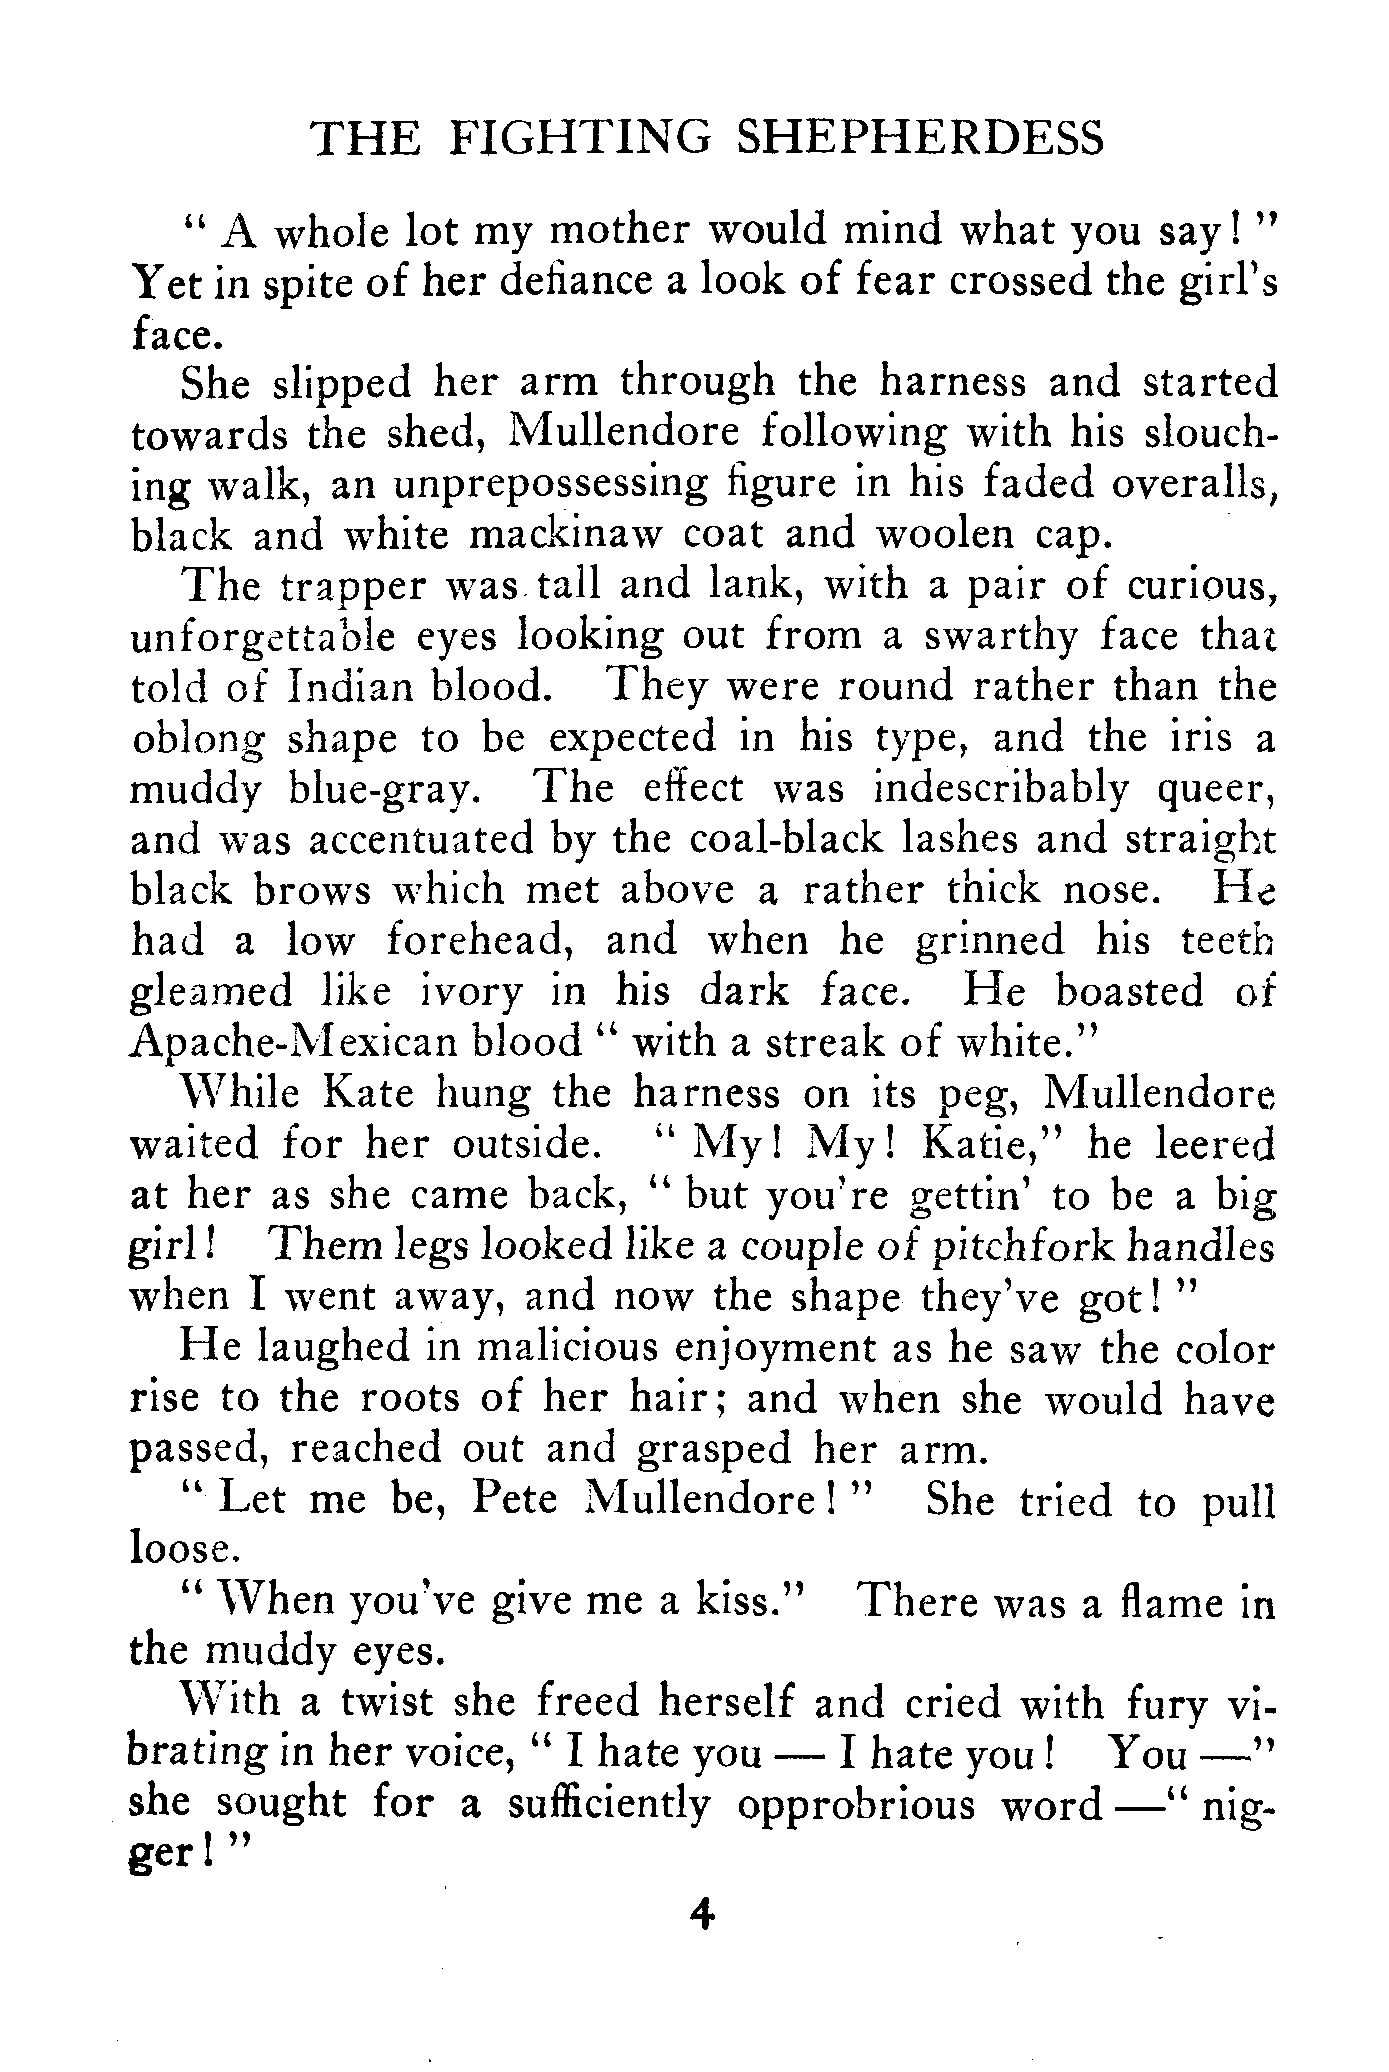 THE FIGHTING SHEPHERDESS
" A whole lot my mother would mind what you say! "
Yet in spite of her defiance a look of fear crossed the girl's
face.
She slipped her arm through the harness and started
towards the shed, Mullendore following with his slouch-
ing walk, an unprepossessing figure in his faded overalls,
black and white mackinaw coat and woolen cap.
The trapper was tall and lank, with a pair of curious,
unforgettable eyes looking out from a swarthy face that
told of Indian blood. They were round rather than the
oblong shape to be expected in his type, and the iris a
muddy blue-gray. The effect was indescribably queer,
and was accentuated by the coal-black lashes and straight
black brows which met above a rather thick nose. He
had a low forehead, and when he grinned his teeth
gleamed like ivory in his dark face. He boasted of
Apache-Mexican blood " with a streak of white."
While Kate hung the harness on its peg, Mullendore
waited for her outside. " My! My! Katie," he leered
at her as she came back, " but you're gettin' to be a big
girl! Them legs looked like a couple of pitchfork handles
when I went away, and now the shape they've got! "
He laughed in malicious enjoyment as he saw the color
rise to the roots of her hair; and when she would have
passed, reached out and grasped her arm.
" Let me be, Pete Mullendore! " She tried to pull
loose.
" When you've give me a kiss." There was a flame in
the muddy eyes.
With a twist she freed herself and cried with fury vi-
brating in her voice, " I hate you — I hate you! You —"
she sought for a sufficiently opprobrious word —" nig-
ger! "
4